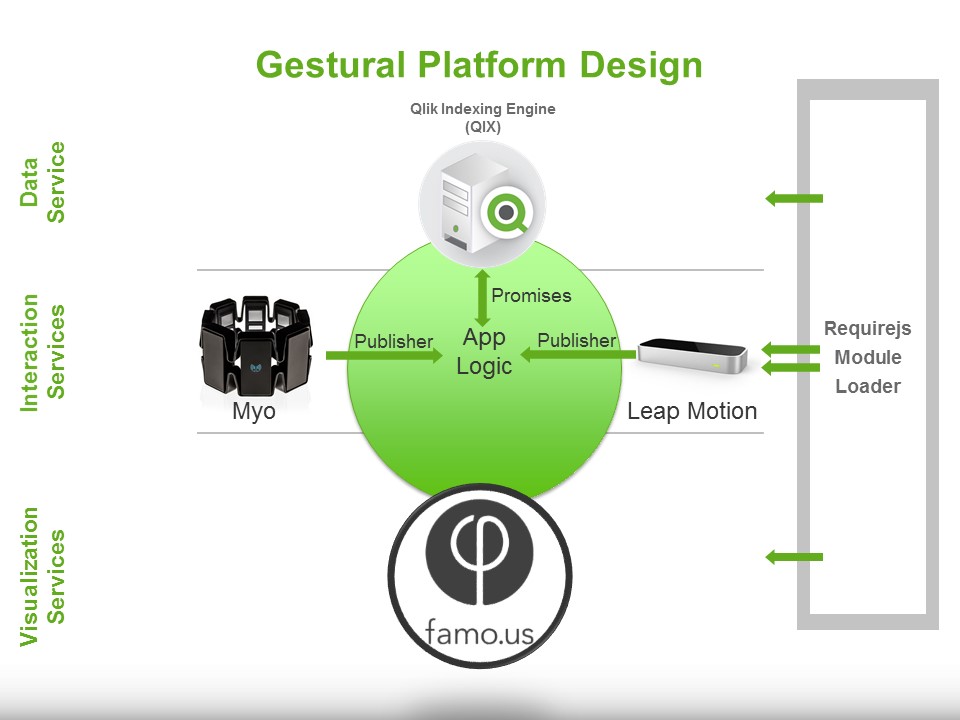 Gestural Platform Design
Qlik Indexing Engine
(QIX)
Data
Service
Promises
Interaction
Services
Publisher
App
Logic
Publisher
Requirejs
Module
Loader
Myo
Leap Motion
Visualization
Services
famo.us